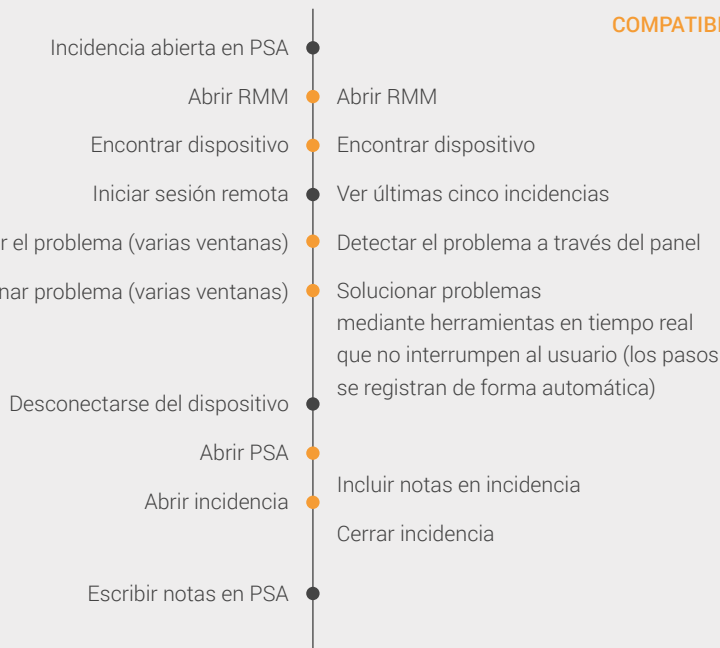 COMPATIBI
Incidencia abierta en PSA
Abrir RMM
Abrir RMM
Encontrar dispositivo
Encontrar dispositivo
Iniciar sesión remota
Ver últimas cinco incidencias
r el problema (varias ventanas)
Detectar el problema a través del panel
nar problema (varias ventanas)
Solucionar problemas
mediante herramientas en tiempo real
que no interrumpen al usuario (los pasos
se registran de forma automática)
Desconectarse del dispositivo
Abrir PSA
Abrir incidencia
Incluir notas en incidencia
Cerrar incidencia
Escribir notas en PSA